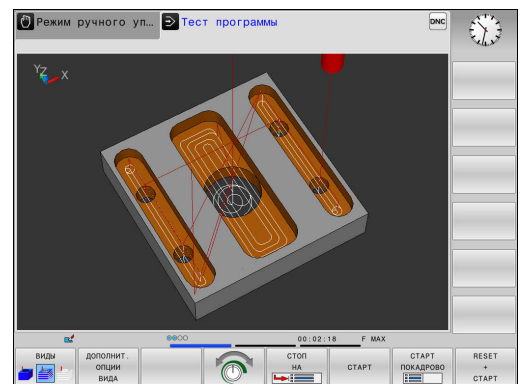 Режим ручного уп…
Тест программы
DNC
YZ X
00:02:18 F MAX
ВИДЫ
ДОПОЛНИТ.
ОПЦИИ
ВИДА
СТОП
НА
СТАРТ
СТАРТ
ПОКАДРОВО
RESET
+
СТАРТ